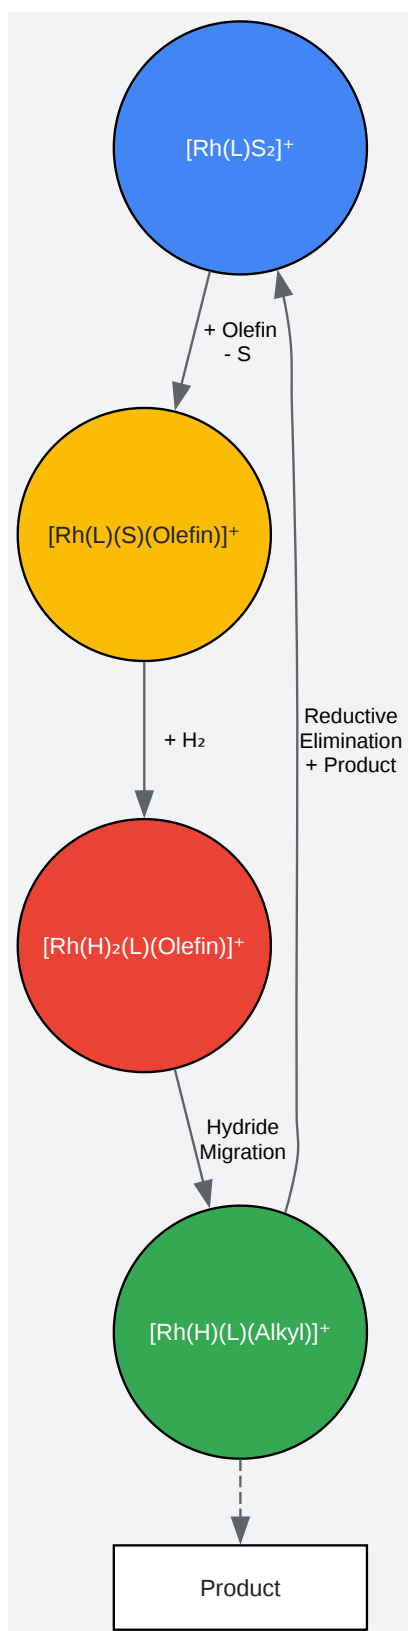 [Rh(L)S₂]⁺
+ Olefin
- S
[Rh(L)(S)(Olefin)]⁺
+ H₂
Reductive
Elimination
+ Product
[Rh(H)₂(L)(Olefin)]⁺
Hydride
Migration
[Rh(H)(L)(Alkyl)]⁺
Product